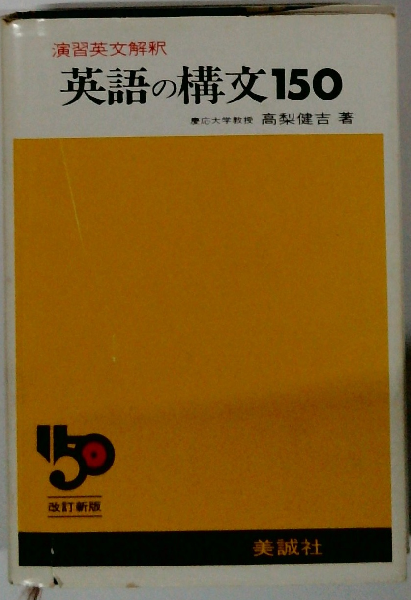 演習英文解釈
英語の構文150
慶応大学教授 高梨健吉 著
150
改訂新版
美誠社